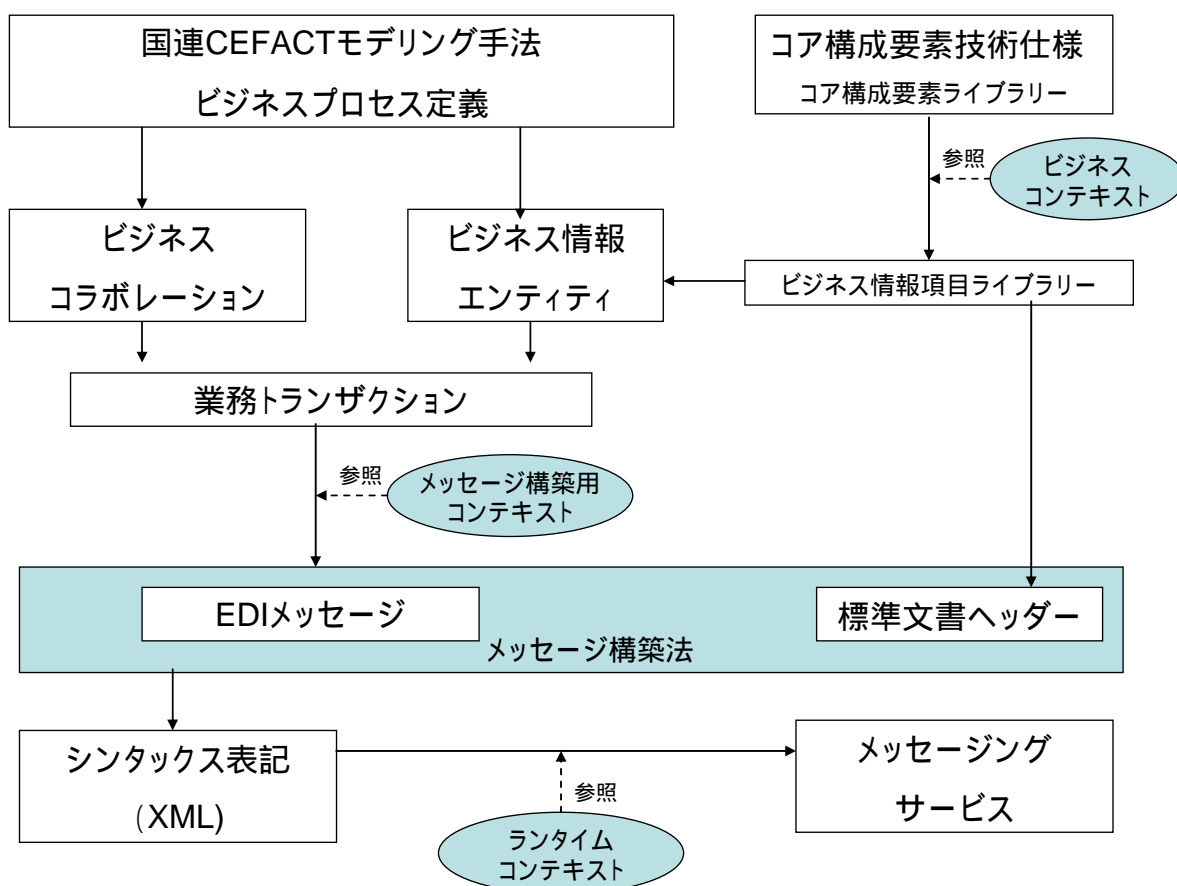 国連CEFACTモデリング手法
ビジネスプロセス定義
コア構成要素技術仕様
コア構成要素ライブラリー
参照
ビジネス
コンテキスト
ビジネス
コラボレーション
ビジネス情報
エンティティ
ビジネス情報項目ライブラリー
業務トランザクション
参照
メッセージ構築用
コンテキスト
EDIメッセージ
標準文書ヘッダー
メッセージ構築法
シンタックス表記
(XML)
メッセージング
サービス
参照
ランタイム
コンテキスト